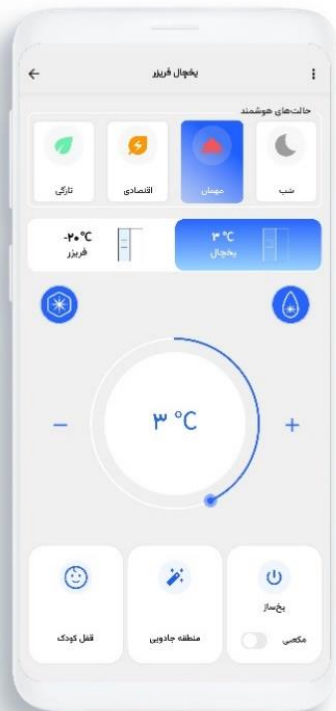 یخچال فریزر
حالت‌های هوشمند
شب
مهمان
اقتصادی
تازگی
۳ °C
یخچال
-۲۰ °C
فریزر
۳ °C
یخ‌ساز
مکعبی
منطقه جادویی
قفل کودک